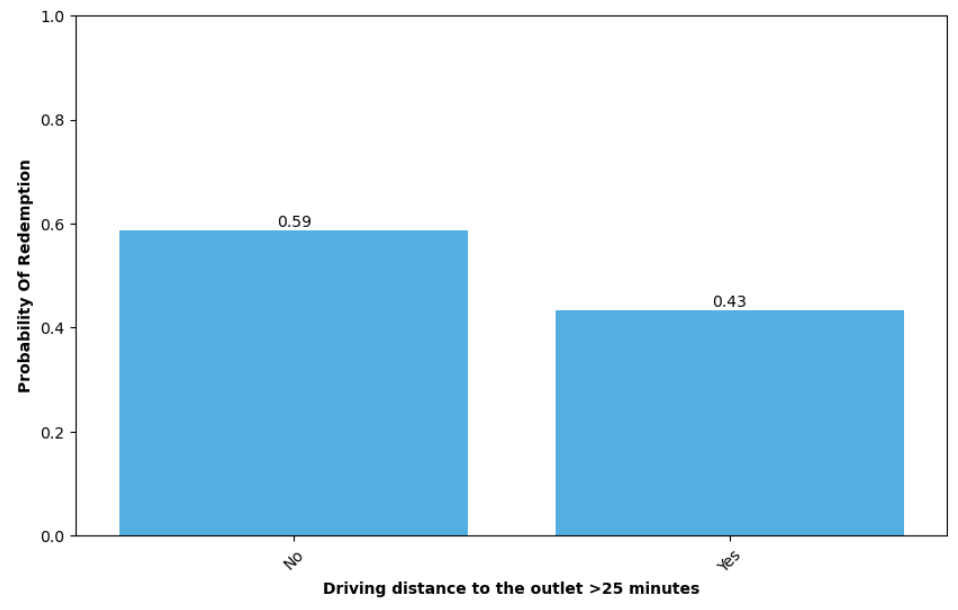 1.0
0.8
0.6
0.4
0.2
0.0
Probability Of Redemption
0.59
0.43
No
Yes
Driving distance to the outlet >25 minutes